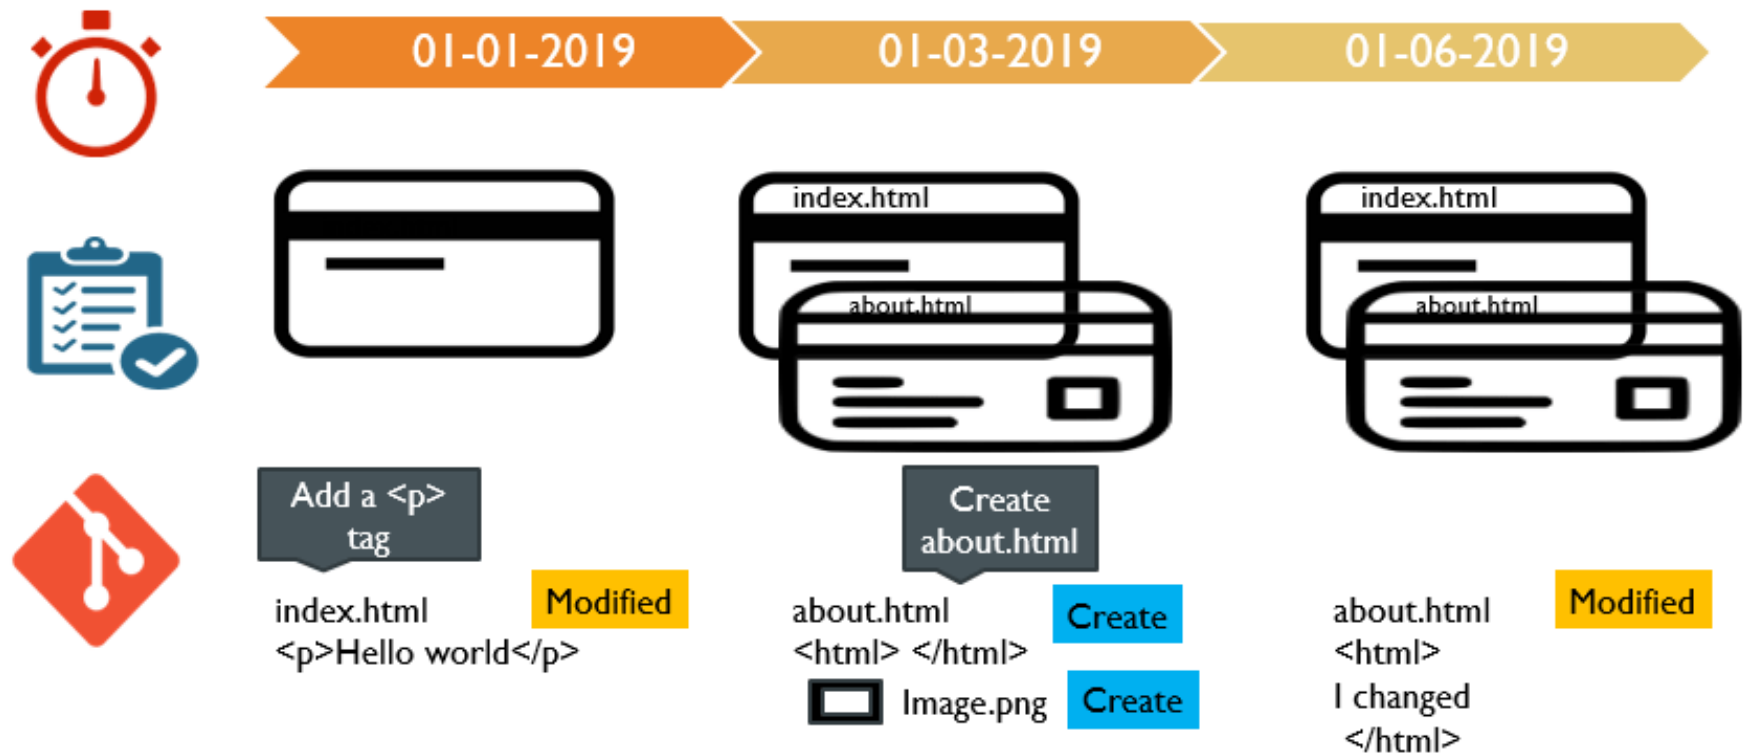 01-01-2019
01-03-2019
01-06-2019
index.html
about.html
index.html
about.html
Add a <p>
tag
index.html
Modified
<p>Hello world</p>
Create
about.html
about.html
Create
<html> </html>
Image.png
Create
about.html
Modified
<html>
I changed
</html>